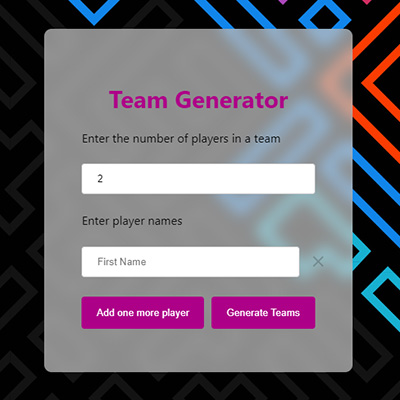 Team Generator
Enter the number of players in a team
2
Enter player names
First Name
Add one more player
Generate Teams